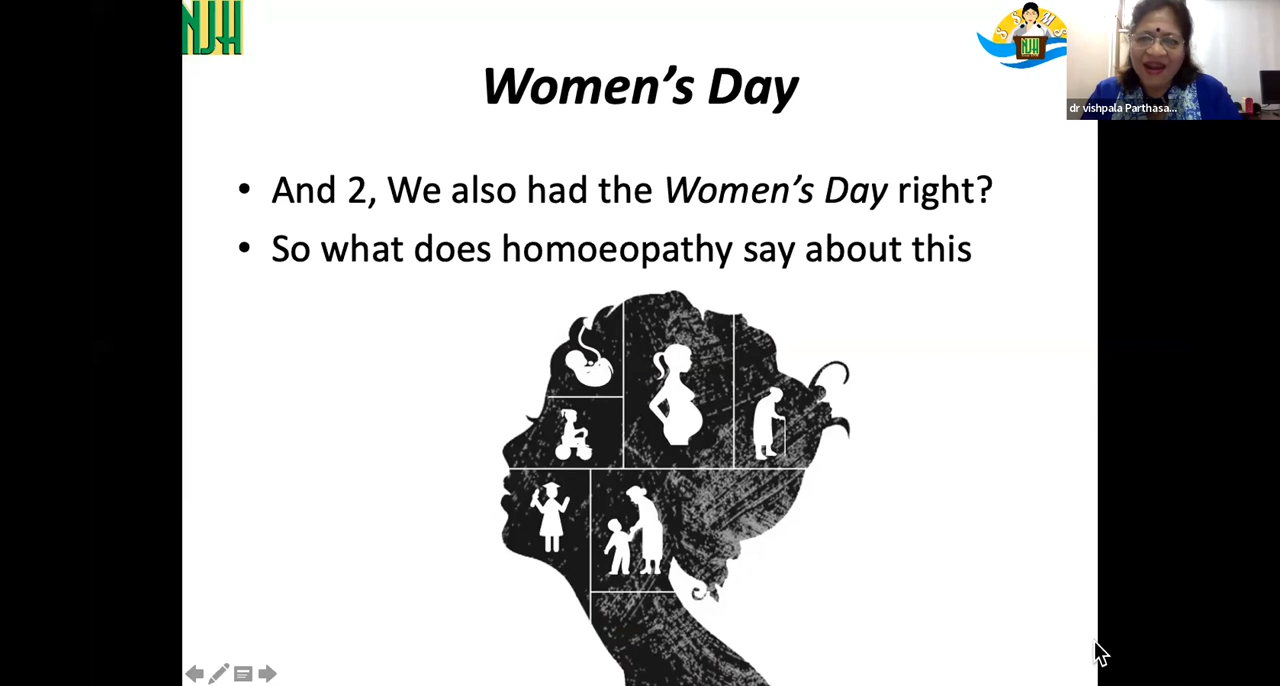 NJH
SSMS
NJH
Women's Day
dr vishpala Parthasa...
• And 2, We also had the Women's Day right?
• So what does homoeopathy say about this